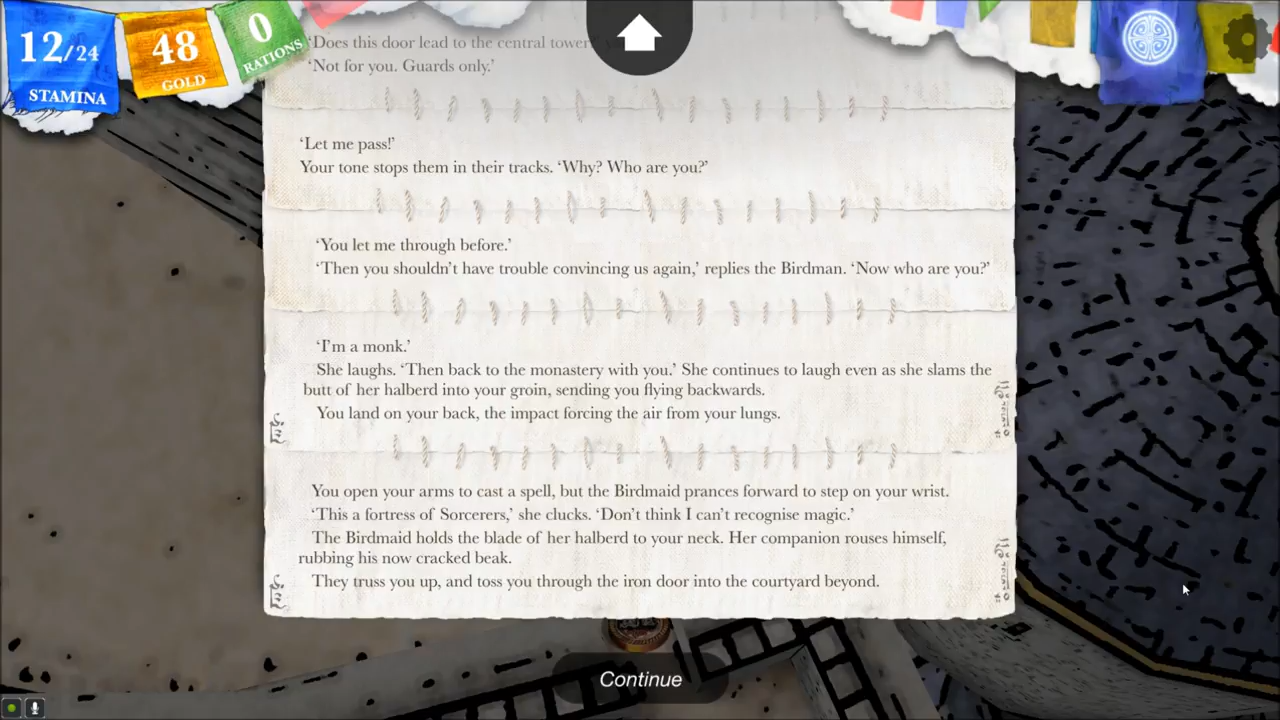 12/24
STAMINA
48
GOLD
0
RATIONS
‘Does this door lead to the central tower?’
‘Not for you. Guards only.’
‘Let me pass!’
Your tone stops them in their tracks. ‘Why? Who are you?’
‘You let me through before.’
‘Then you shouldn’t have trouble convincing us again,’ replies the Birdman. ‘Now who are you?’
‘I’m a monk.’
She laughs. ‘Then back to the monastery with you.’ She continues to laugh even as she slams the
butt of her halberd into your groin, sending you flying backwards.
You land on your back, the impact forcing the air from your lungs.
You open your arms to cast a spell, but the Birdmaid prances forward to step on your wrist.
‘This a fortress of Sorcerers,’ she clucks. ‘Don’t think I can’t recognise magic.’
The Birdmaid holds the blade of her halberd to your neck. Her companion rouses himself,
rubbing his now cracked beak.
They truss you up, and toss you through the iron door into the courtyard beyond.
Continue